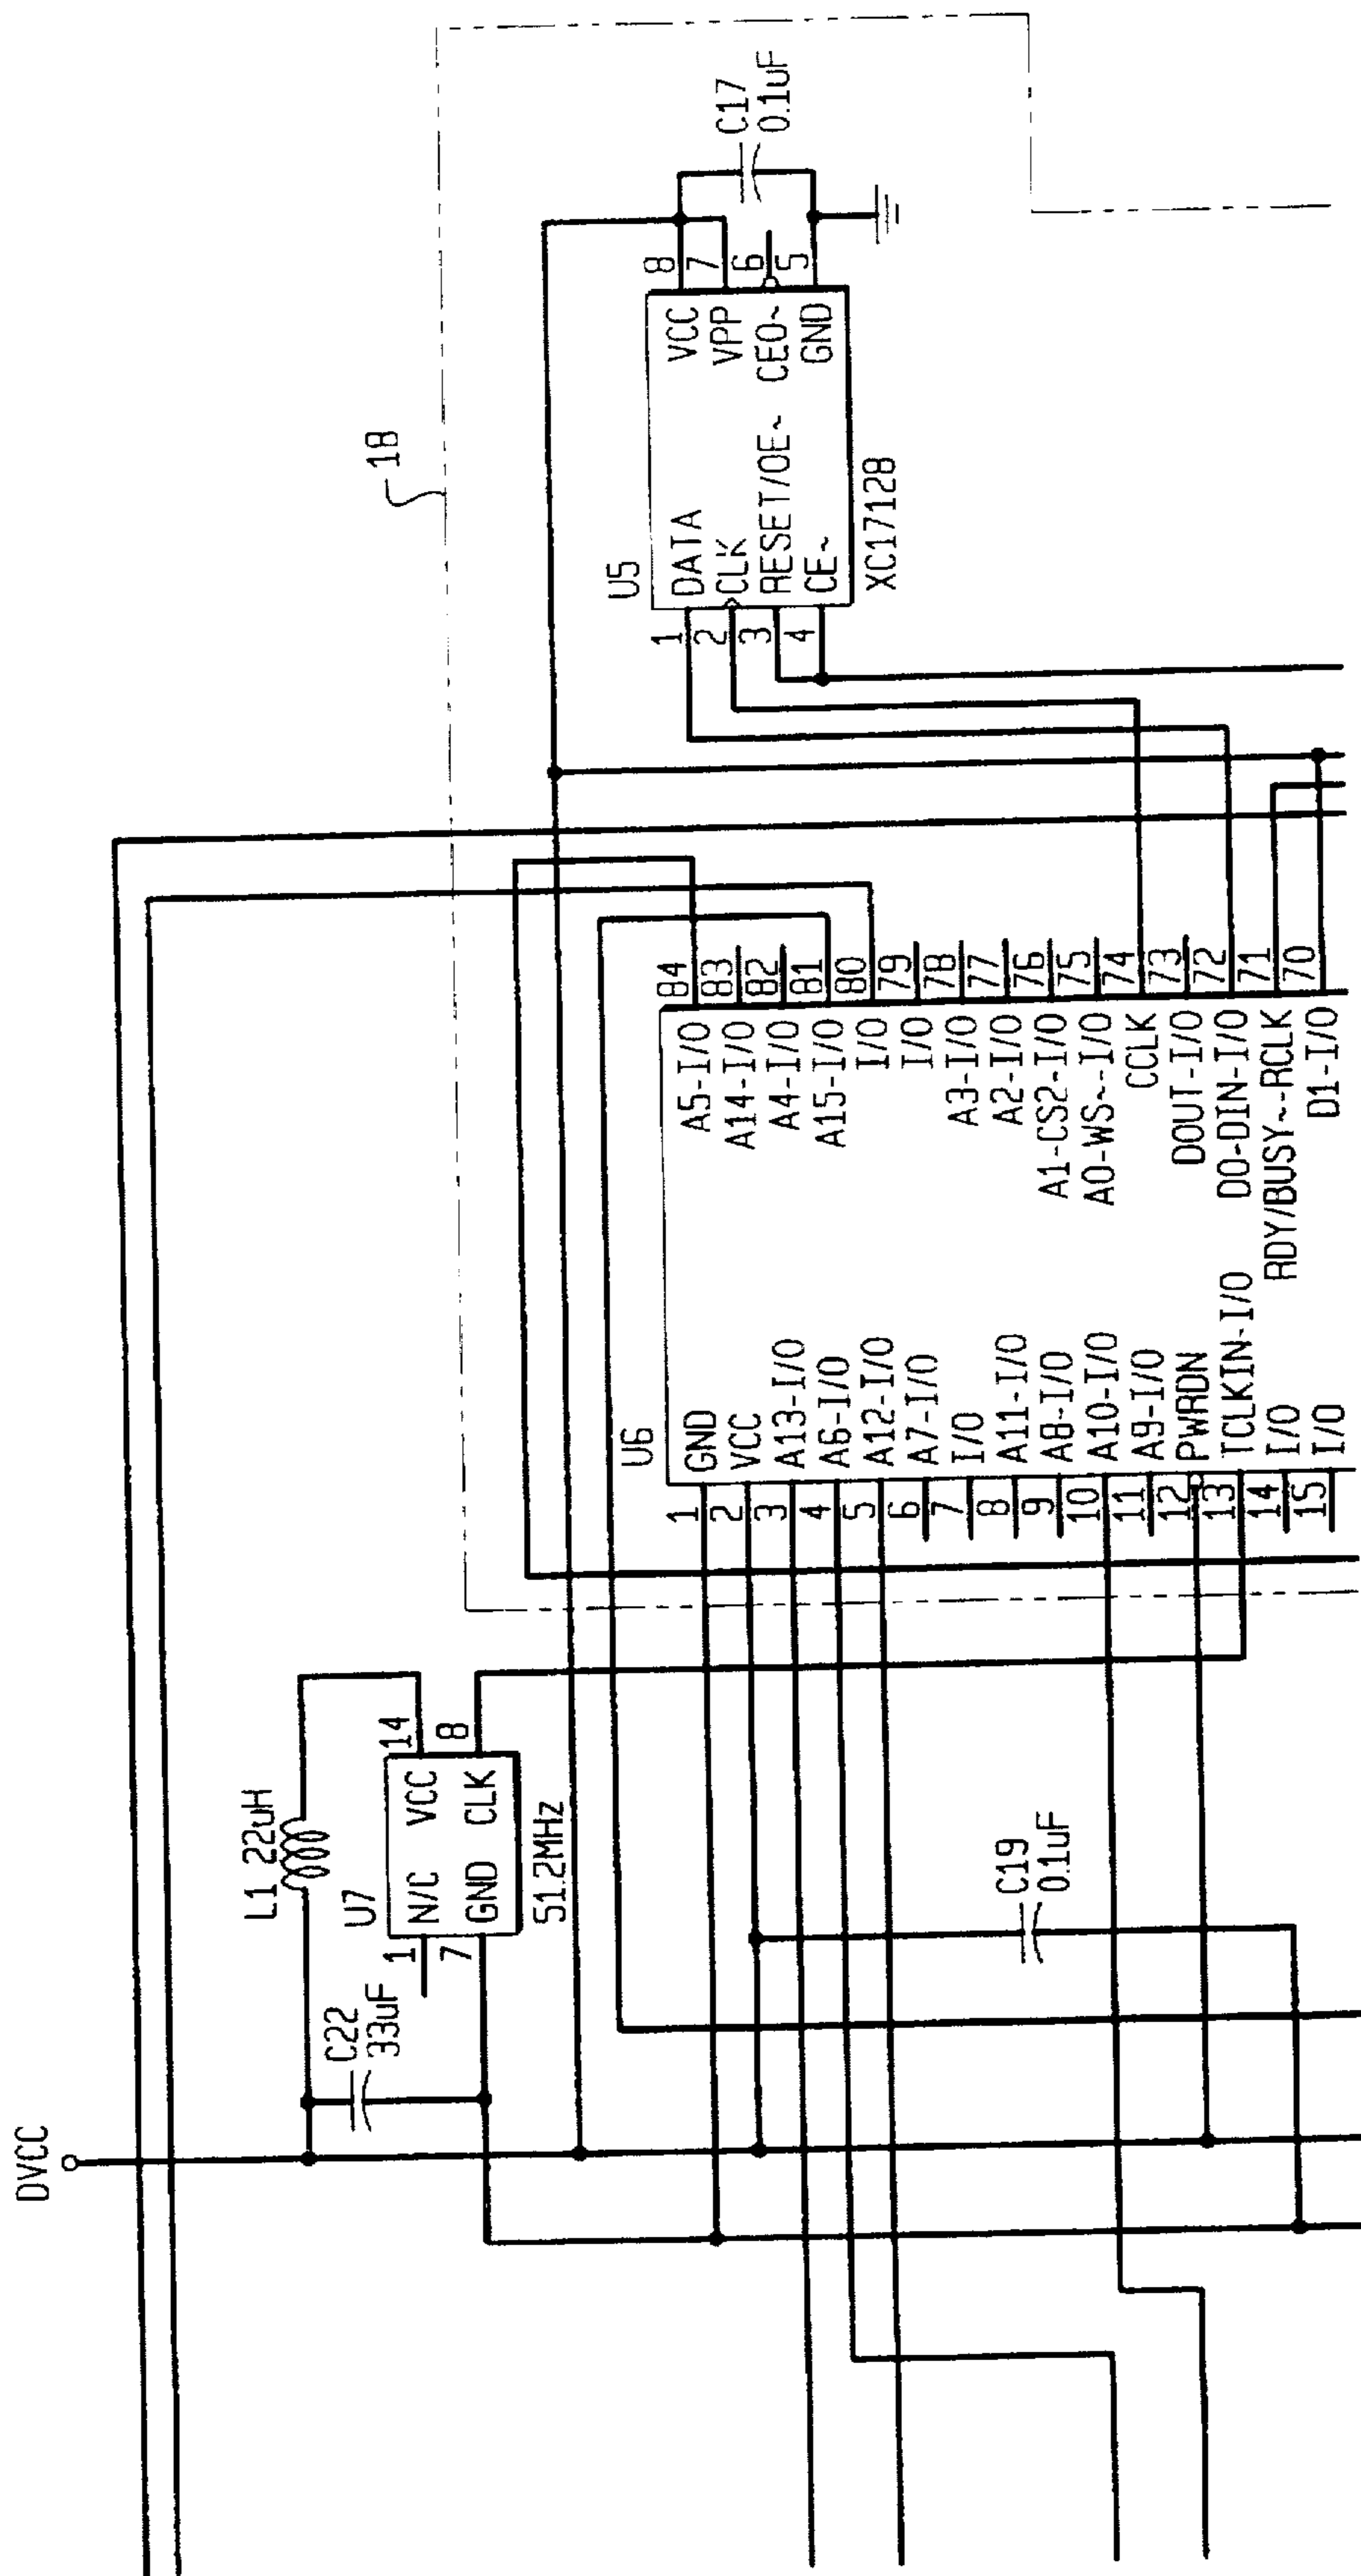 DVCC
L1 22uH
C22
33uF
U7
1
7
N/C
GND
VCC
CLK
14
8
51.2MHz
C19
0.1uF
18
U6
1
2
3
4
5
6
7
8
9
10
11
12
13
14
15
GND
VCC
A13-I/O
A6-I/O
A12-I/O
A7-I/O
I/O
A11-I/O
A8-I/O
A10-I/O
A9-I/O
PWRDN
TCLKIN-I/O
I/O
I/O
A5-I/O
A14-I/O
A4-I/O
A15-I/O
I/O
I/O
A3-I/O
A2-I/O
A1-CS2-I/O
A0-WS~-I/O
CCLK
DOUT-I/O
D0-DIN-I/O
RDY/BUSY~-RCLK
D1-I/O
84
83
82
81
80
79
78
77
76
75
74
73
72
71
70
U5
1
2
3
4
DATA
CLK
RESET/OE~
CE~
VCC
VPP
CEO~
GND
8
7
6
5
XC17128
C17
0.1uF